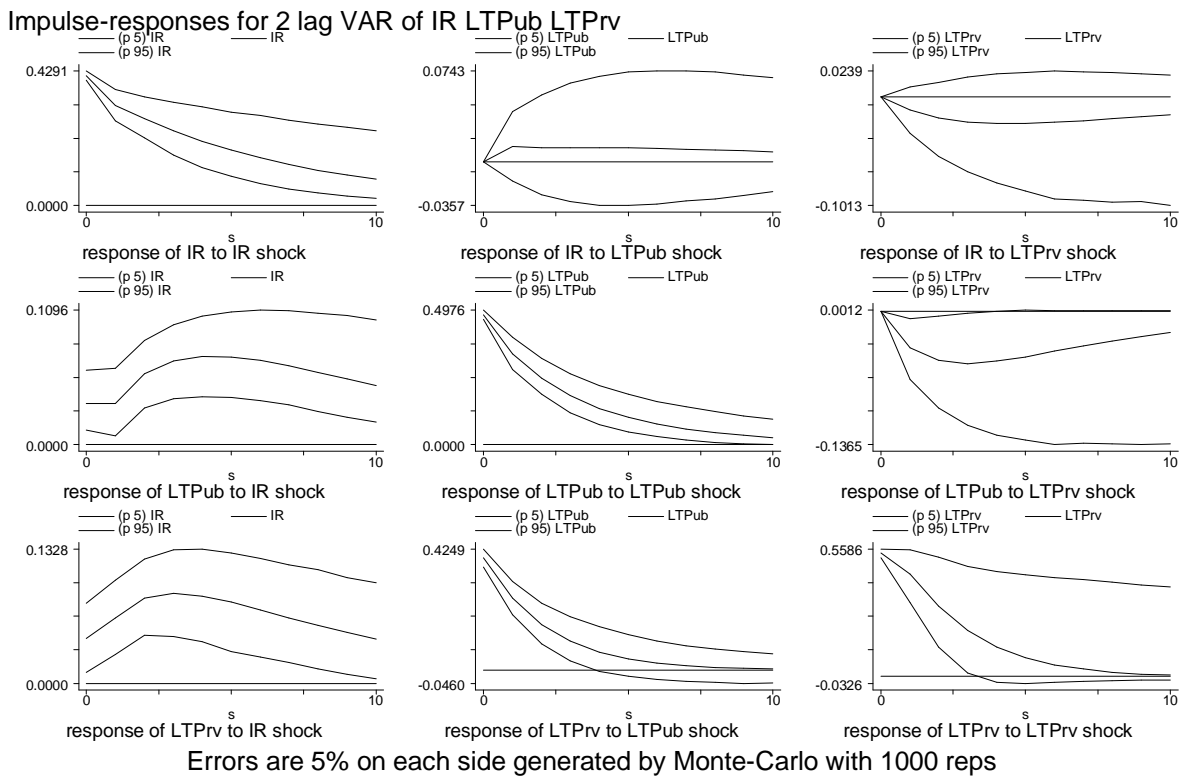 Impulse-responses for 2 lag VAR of IR LTPub LTPrv
(p 5) IR IR
(p 95) IR
0.4291
0.0000
0 10
s
response of IR to IR shock
(p 5) LTPub LTPub
(p 95) LTPub
0.0743
-0.0357
0 10
s
response of IR to LTPub shock
(p 5) LTPrv LTPrv
(p 95) LTPrv
0.0239
-0.1013
0 10
s
response of IR to LTPrv shock
(p 5) IR IR
(p 95) IR
0.1096
0.0000
0 10
s
response of LTPub to IR shock
(p 5) LTPub LTPub
(p 95) LTPub
0.4976
0.0000
0 10
s
response of LTPub to LTPub shock
(p 5) LTPrv LTPrv
(p 95) LTPrv
0.0012
-0.1365
0 10
s
response of LTPub to LTPrv shock
(p 5) IR IR
(p 95) IR
0.1328
0.0000
0 10
s
response of LTPrv to IR shock
(p 5) LTPub LTPub
(p 95) LTPub
0.4249
-0.0460
0 10
s
response of LTPrv to LTPub shock
(p 5) LTPrv LTPrv
(p 95) LTPrv
0.5586
-0.0326
0 10
s
response of LTPrv to LTPrv shock
Errors are 5% on each side generated by Monte-Carlo with 1000 reps